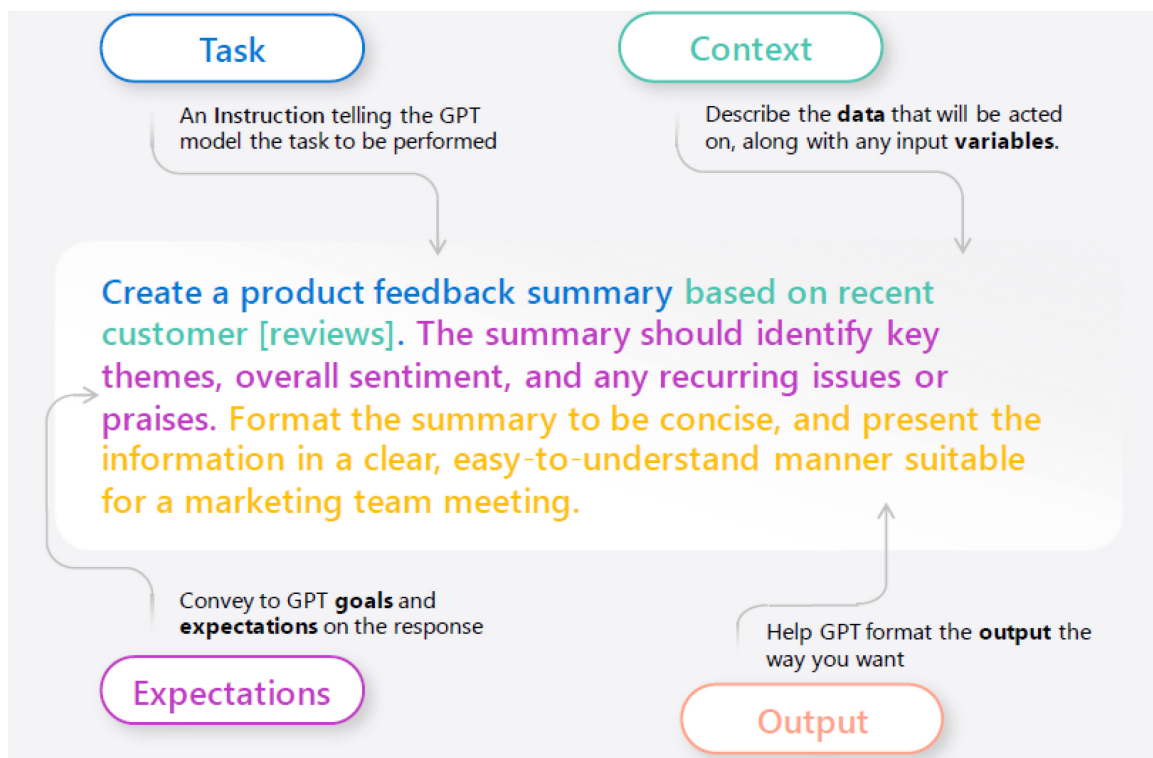 Task
Context
An Instruction telling the GPT
model the task to be performed
Describe the data that will be acted
on, along with any input variables.
Create a product feedback summary based on recent
customer [reviews]. The summary should identify key
themes, overall sentiment, and any recurring issues or
praises. Format the summary to be concise, and present the
information in a clear, easy-to-understand manner suitable
for a marketing team meeting.
Convey to GPT goals and
expectations on the response
Help GPT format the output the
way you want
Expectations
Output